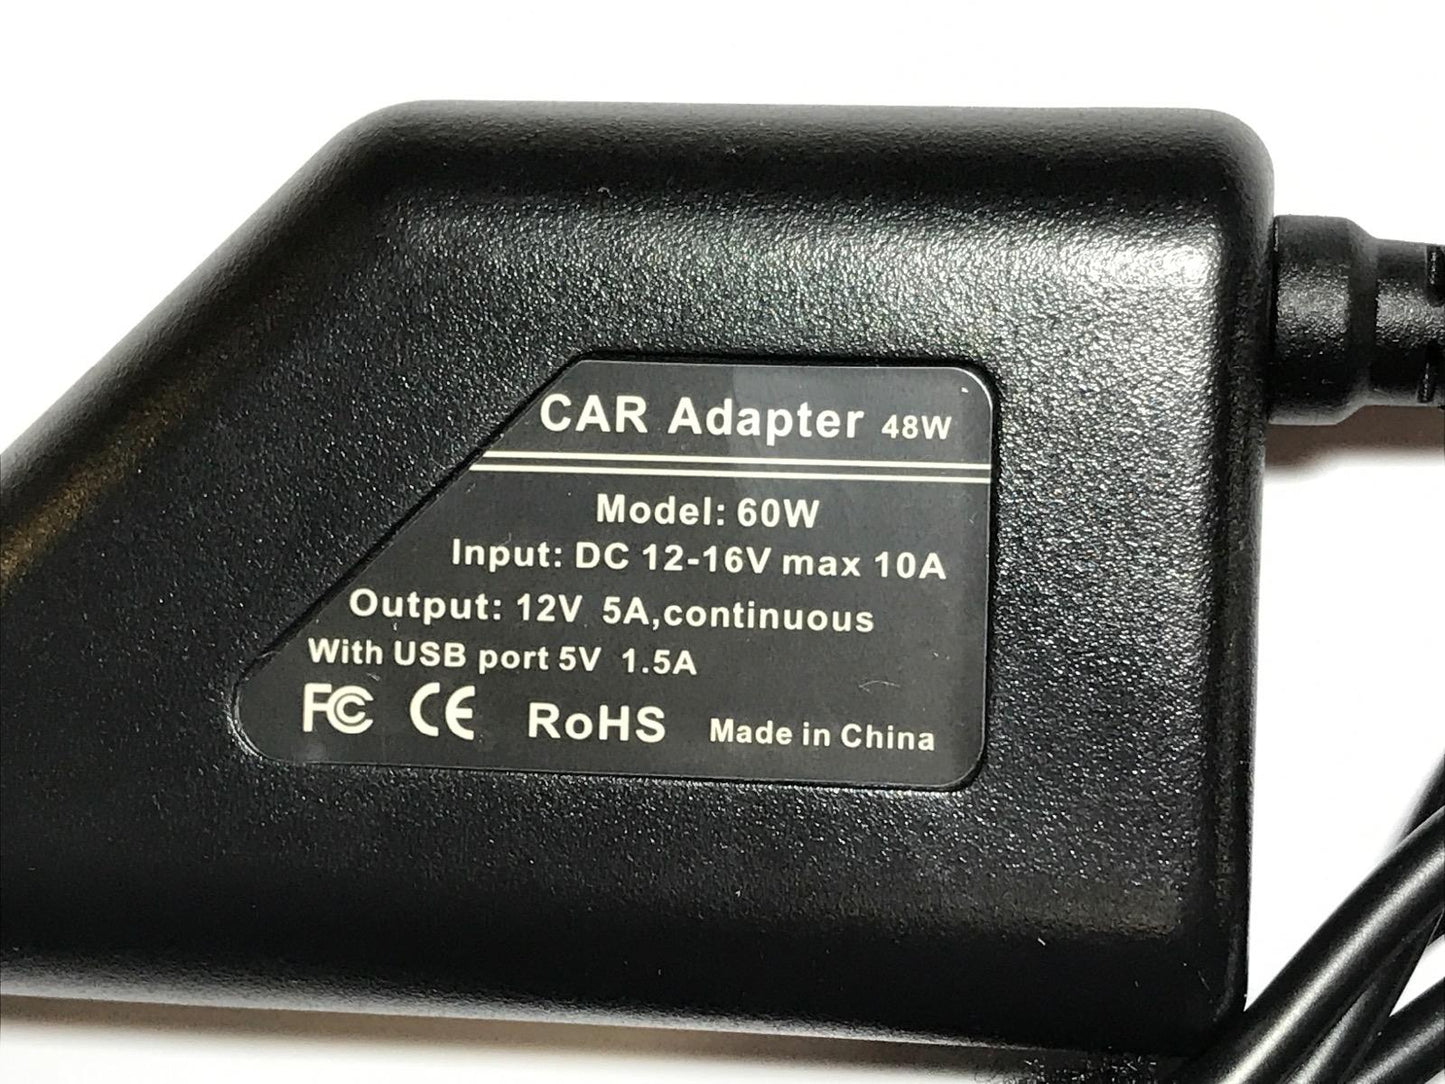 CAR Adapter 48W
Model: 60W
Input: DC 12-16V max 10A
Output: 12V 5A,continuous
With USB port 5V 1.5A
FC CE RoHS Made in China